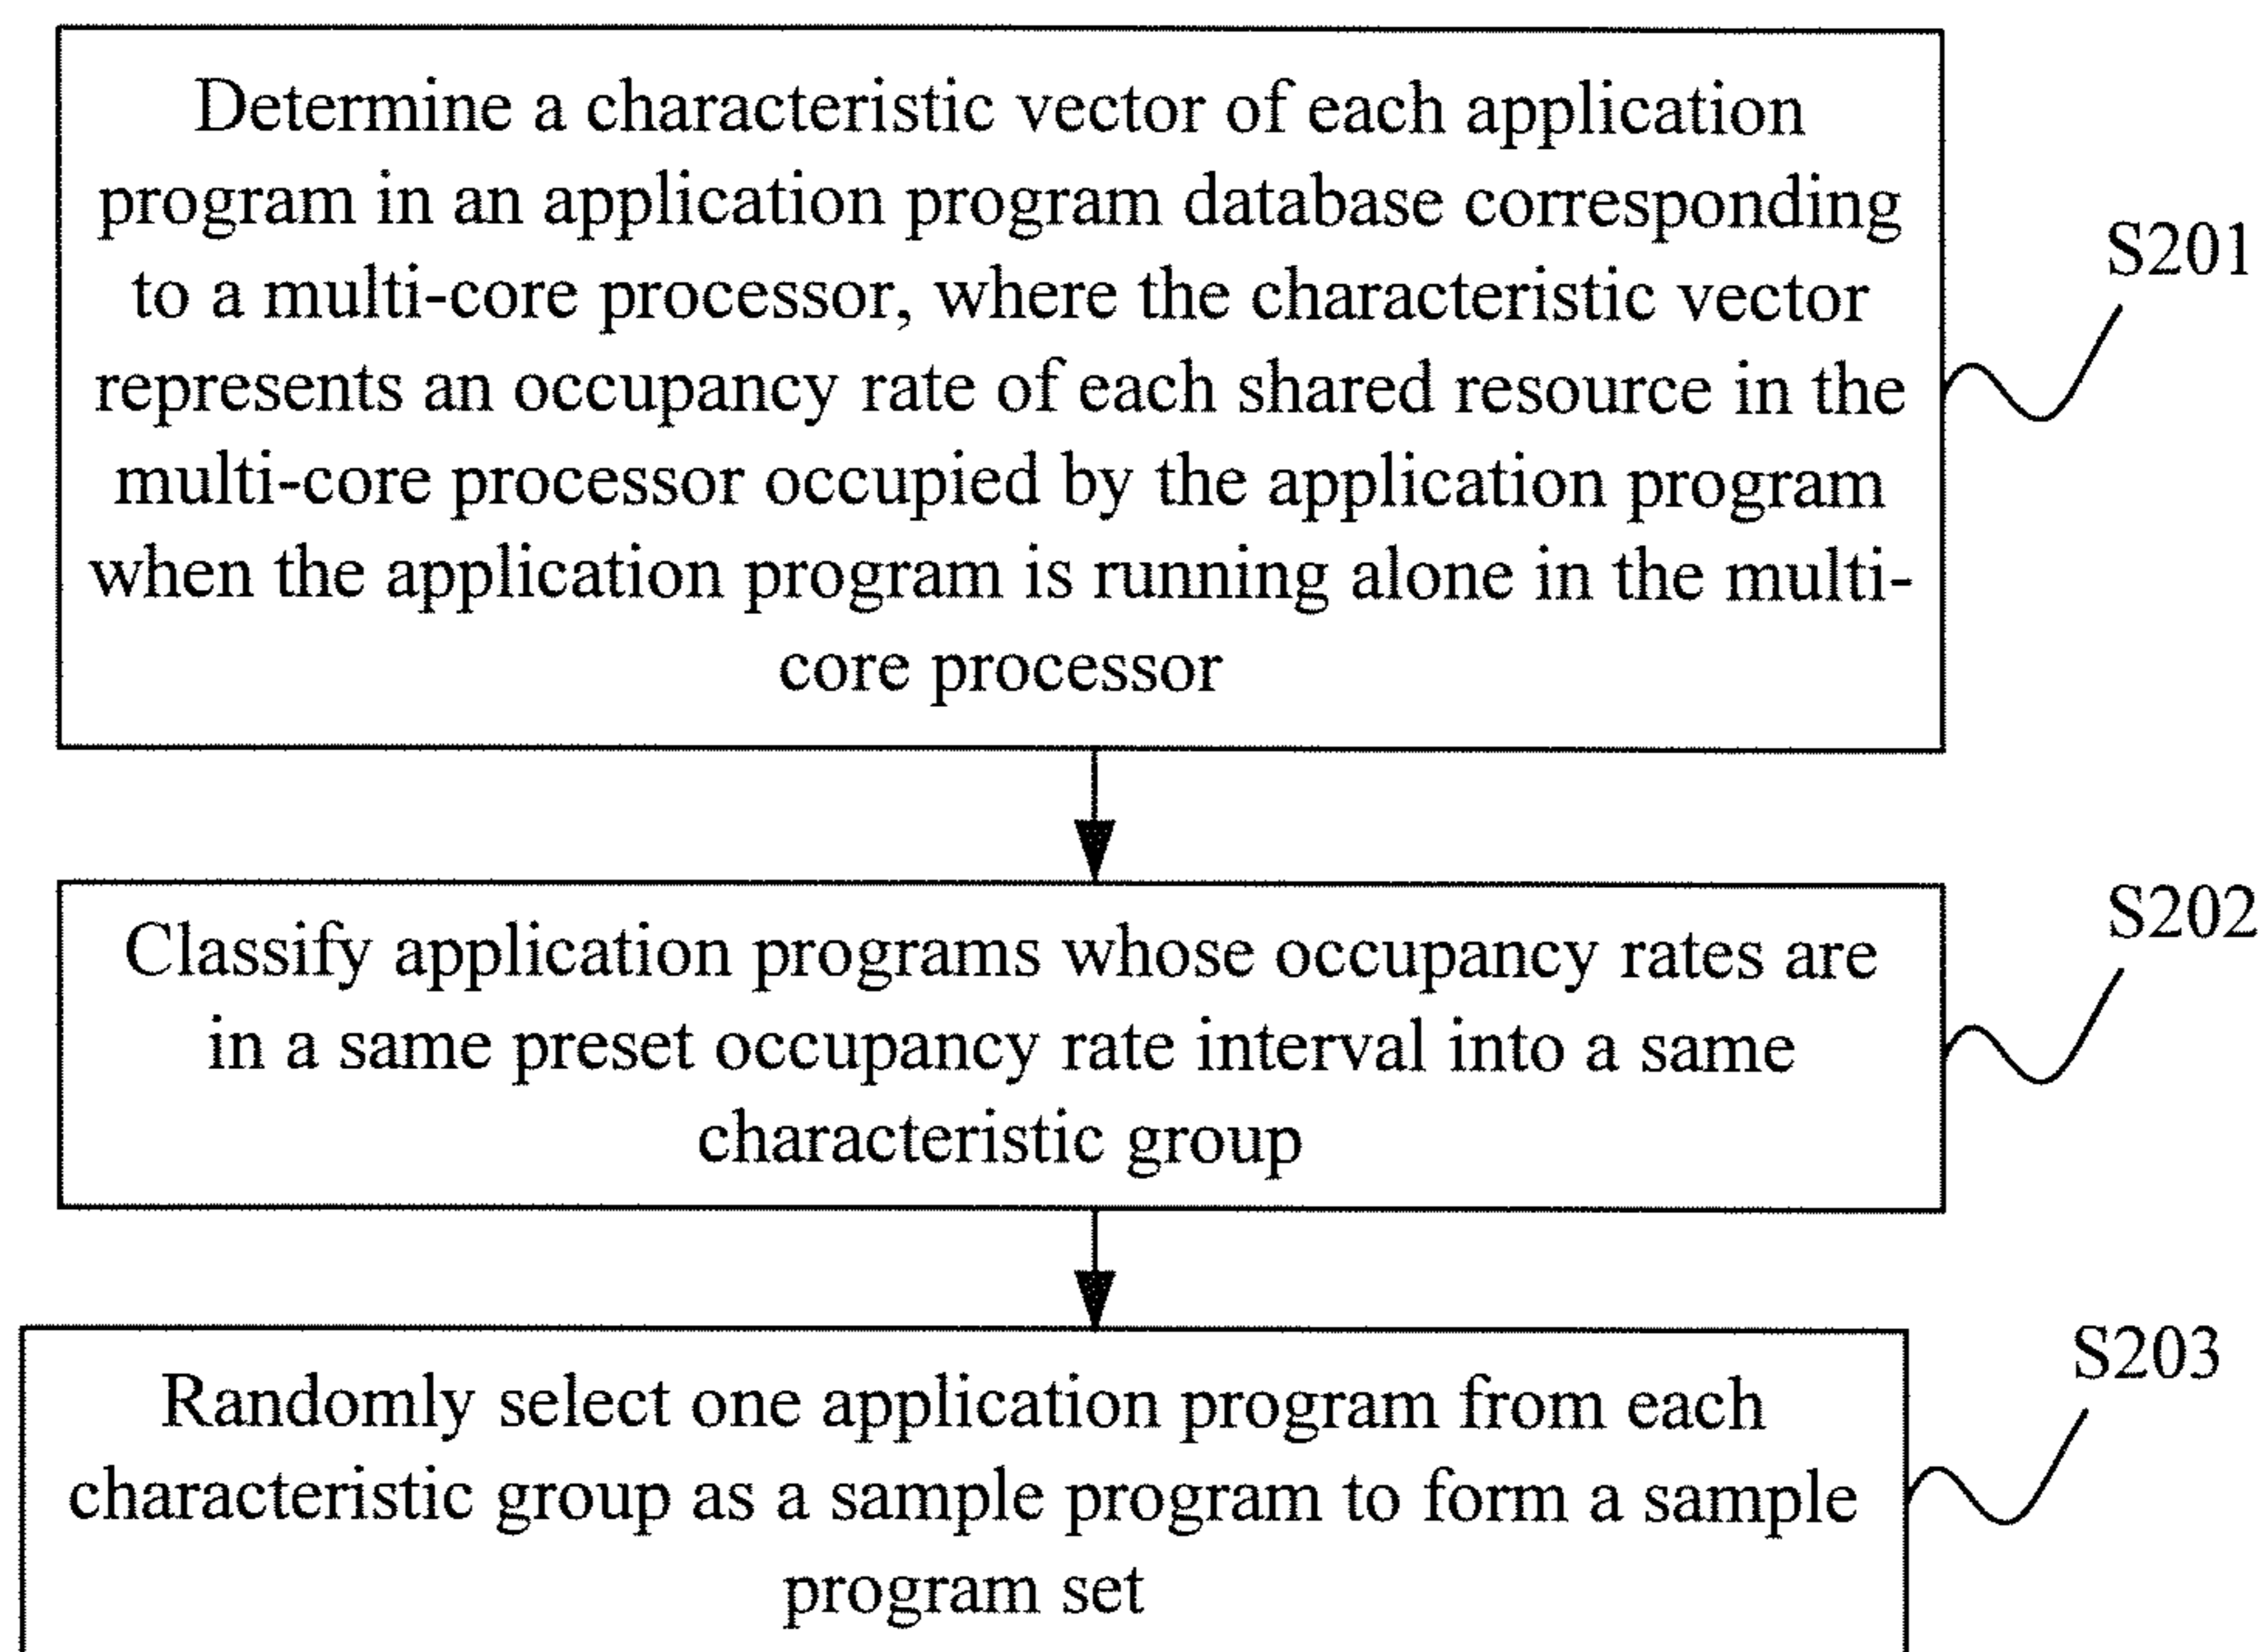 Determine a characteristic vector of each application
program in an application program database corresponding
to a multi-core processor, where the characteristic vector
represents an occupancy rate of each shared resource in the
multi-core processor occupied by the application program
when the application program is running alone in the multi-
core processor
S201
Classify application programs whose occupancy rates are
in a same preset occupancy rate interval into a same
characteristic group
S202
Randomly select one application program from each
characteristic group as a sample program to form a sample
program set
S203